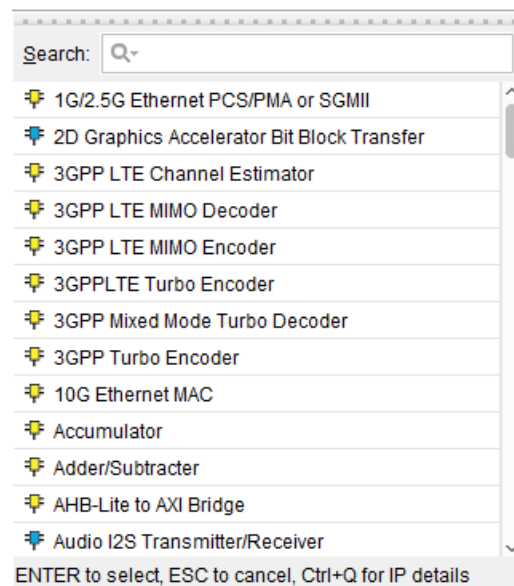 Search:
1G/2.5G Ethernet PCS/PMA or SGMII
2D Graphics Accelerator Bit Block Transfer
3GPP LTE Channel Estimator
3GPP LTE MIMO Decoder
3GPP LTE MIMO Encoder
3GPPLTE Turbo Encoder
3GPP Mixed Mode Turbo Decoder
3GPP Turbo Encoder
10G Ethernet MAC
Accumulator
Adder/Subtracter
AHB-Lite to AXI Bridge
Audio I2S Transmitter/Receiver
ENTER to select, ESC to cancel, Ctrl+Q for IP details